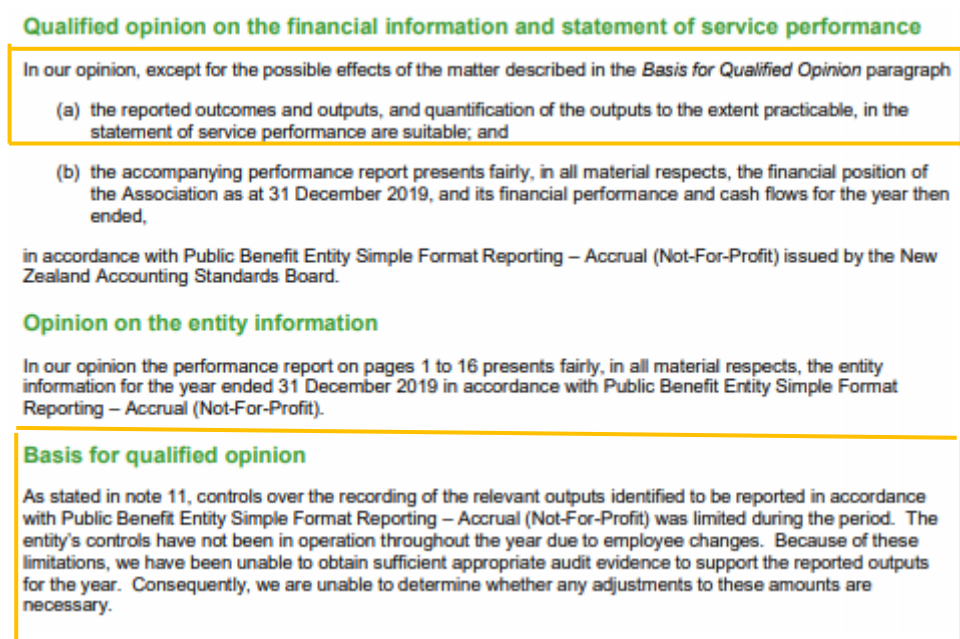 Qualified opinion on the financial information and statement of service performance
In our opinion, except for the possible effects of the matter described in the Basis for Qualified Opinion paragraph
(a) the reported outcomes and outputs, and quantification of the outputs to the extent practicable, in the
statement of service performance are suitable; and
(b) the accompanying performance report presents fairly, in all material respects, the financial position of
the Association as at 31 December 2019, and its financial performance and cash flows for the year then
ended,
in accordance with Public Benefit Entity Simple Format Reporting – Accrual (Not-For-Profit) issued by the New
Zealand Accounting Standards Board.
Opinion on the entity information
In our opinion the performance report on pages 1 to 16 presents fairly, in all material respects, the entity
information for the year ended 31 December 2019 in accordance with Public Benefit Entity Simple Format
Reporting – Accrual (Not-For-Profit).
Basis for qualified opinion
As stated in note 11, controls over the recording of the relevant outputs identified to be reported in accordance
with Public Benefit Entity Simple Format Reporting – Accrual (Not-For-Profit) was limited during the period. The
entity's controls have not been in operation throughout the year due to employee changes. Because of these
limitations, we have been unable to obtain sufficient appropriate audit evidence to support the reported outputs
for the year. Consequently, we are unable to determine whether any adjustments to these amounts are
necessary.